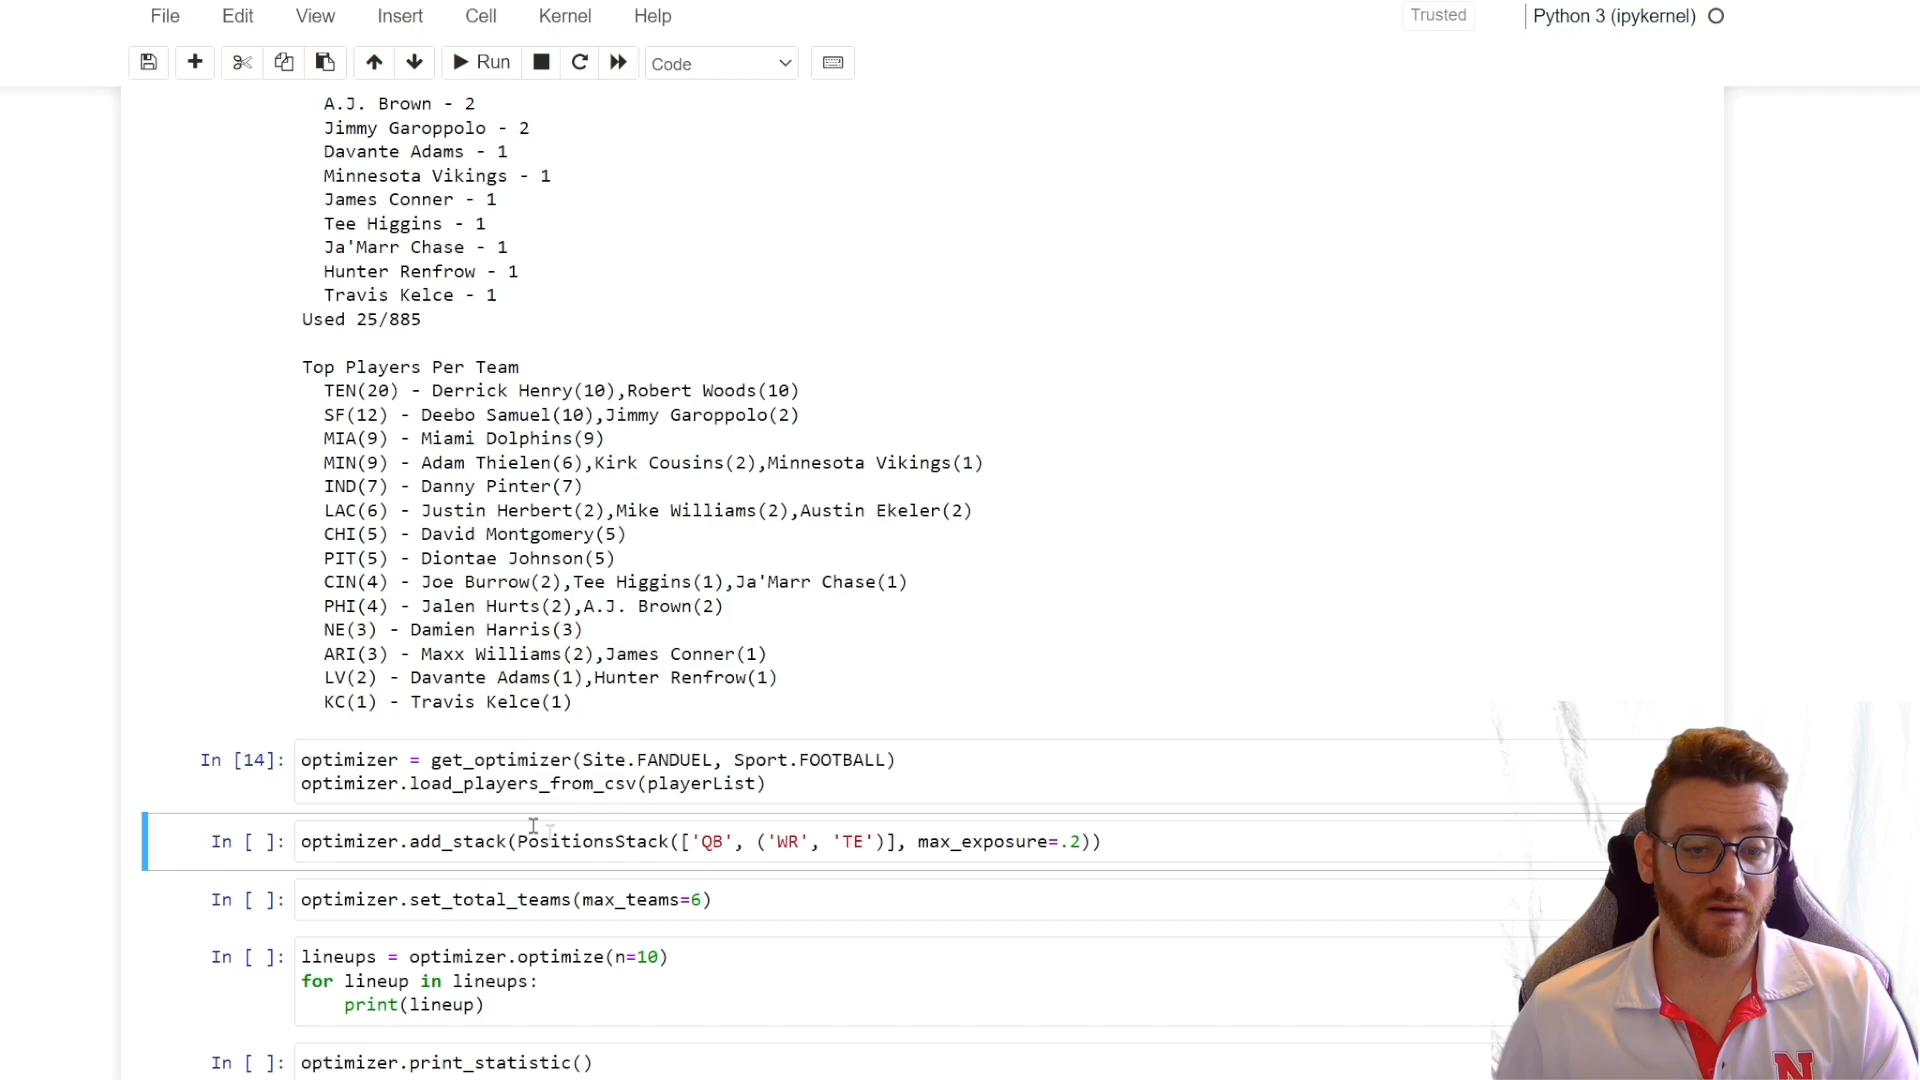 File Edit View Insert Cell Kernel Help Trusted Python 3 (ipykernel)
Run Code
A.J. Brown - 2
Jimmy Garoppolo - 2
Davante Adams - 1
Minnesota Vikings - 1
James Conner - 1
Tee Higgins - 1
Ja'Marr Chase - 1
Hunter Renfrow - 1
Travis Kelce - 1
Used 25/885
Top Players Per Team
TEN(20) - Derrick Henry(10),Robert Woods(10)
SF(12) - Deebo Samuel(10),Jimmy Garoppolo(2)
MIA(9) - Miami Dolphins(9)
MIN(9) - Adam Thielen(6),Kirk Cousins(2),Minnesota Vikings(1)
IND(7) - Danny Pinter(7)
LAC(6) - Justin Herbert(2),Mike Williams(2),Austin Ekeler(2)
CHI(5) - David Montgomery(5)
PIT(5) - Diontae Johnson(5)
CIN(4) - Joe Burrow(2),Tee Higgins(1),Ja'Marr Chase(1)
PHI(4) - Jalen Hurts(2),A.J. Brown(2)
NE(3) - Damien Harris(3)
ARI(3) - Maxx Williams(2),James Conner(1)
LV(2) - Davante Adams(1),Hunter Renfrow(1)
KC(1) - Travis Kelce(1)
In [14]: optimizer = get_optimizer(Site.FANDUEL, Sport.FOOTBALL)
optimizer.load_players_from_csv(playerList)
In [ ]: optimizer.add_stack(PositionsStack(['QB', ('WR', 'TE')], max_exposure=.2))
In [ ]: optimizer.set_total_teams(max_teams=6)
In [ ]: lineups = optimizer.optimize(n=10)
for lineup in lineups:
print(lineup)
In [ ]: optimizer.print_statistic()
N